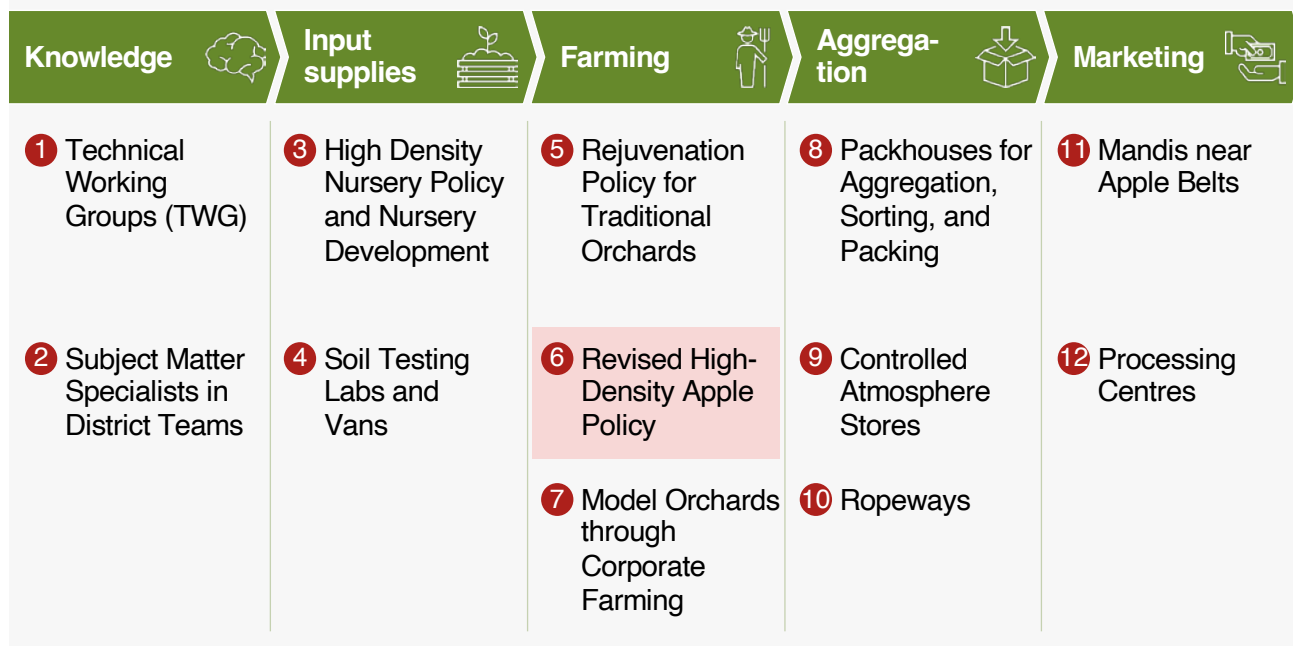 Knowledge
Input
supplies
Farming
Aggrega-
tion
Marketing
1 Technical
Working
Groups (TWG)
2 Subject Matter
Specialists in
District Teams
3 High Density
Nursery Policy
and Nursery
Development
4 Soil Testing
Labs and
Vans
5 Rejuvenation
Policy for
Traditional
Orchards
6 Revised High-
Density Apple
Policy
7 Model Orchards
through
Corporate
Farming
8 Packhouses for
Aggregation,
Sorting, and
Packing
9 Controlled
Atmosphere
Stores
10 Ropeways
11 Mandis near
Apple Belts
12 Processing
Centres